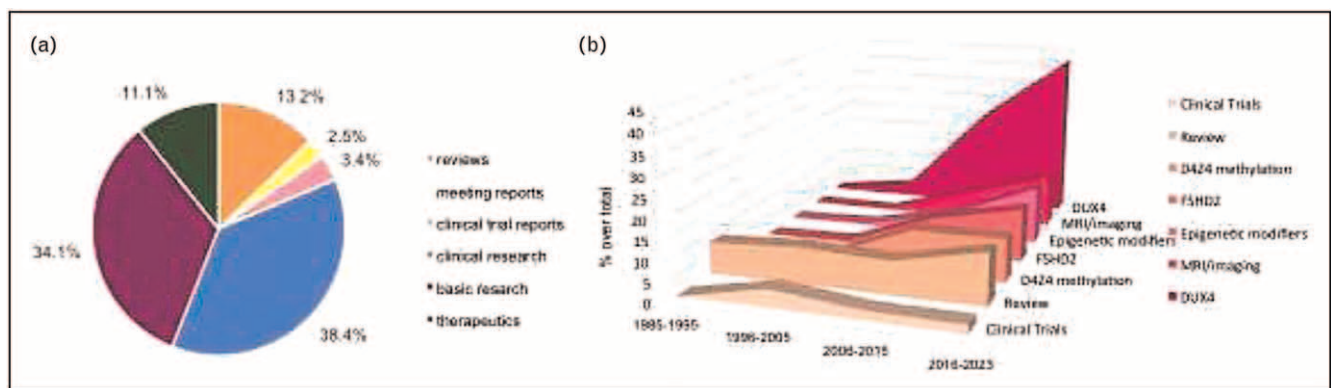 (a)
13.2%
2.5%
3.4%
38.4%
34.1%
11.1%
reviews
meeting reports
clinical trial reports
clinical research
basic resarch
therapeutics
(b)
% over total
45
40
35
30
25
20
15
10
5
0
1985-1995
1996-2005
2006-2015
2016-2023
DUX4
MRI/imaging
Epigenetic modifiers
FSHD2
D4Z4 methylation
Review
Clinical Trials
Clinical Trials
Review
D4Z4 methylation
FSHD2
Epigenetic modifiers
MRI/imaging
DUX4